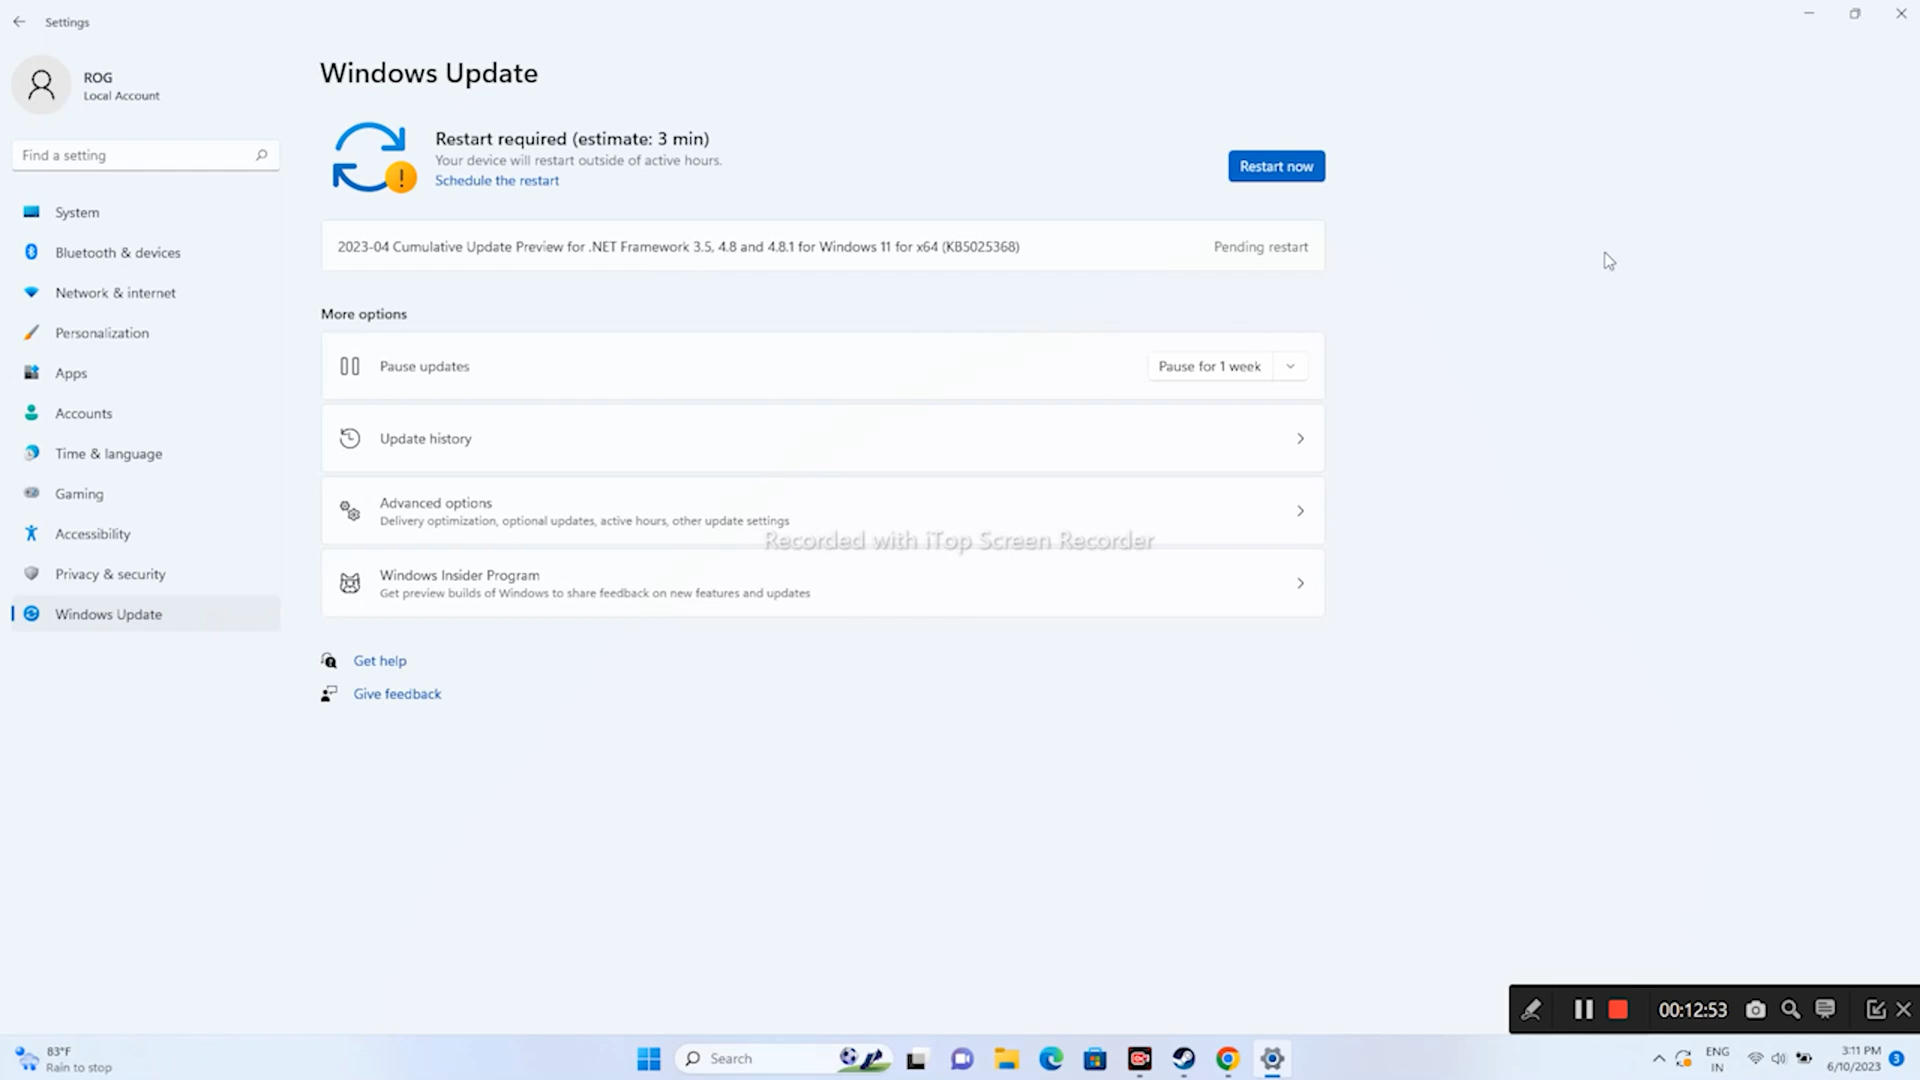 Settings
ROG
Local Account
Find a setting
System
Bluetooth & devices
Network & internet
Personalization
Apps
Accounts
Time & language
Gaming
Accessibility
Privacy & security
Windows Update
Windows Update
Restart required (estimate: 3 min)
Your device will restart outside of active hours.
Schedule the restart
Restart now
2023-04 Cumulative Update Preview for .NET Framework 3.5, 4.8 and 4.8.1 for Windows 11 for x64 (KB5025368)
Pending restart
More options
Pause updates
Pause for 1 week
Update history
Advanced options
Delivery optimization, optional updates, active hours, other update settings
Recorded with iTop Screen Recorder
Windows Insider Program
Get preview builds of Windows to share feedback on new features and updates
Get help
Give feedback
00:12:53
83°F
Rain to stop
Search
ENG
IN
3:11 PM
6/10/2023
3